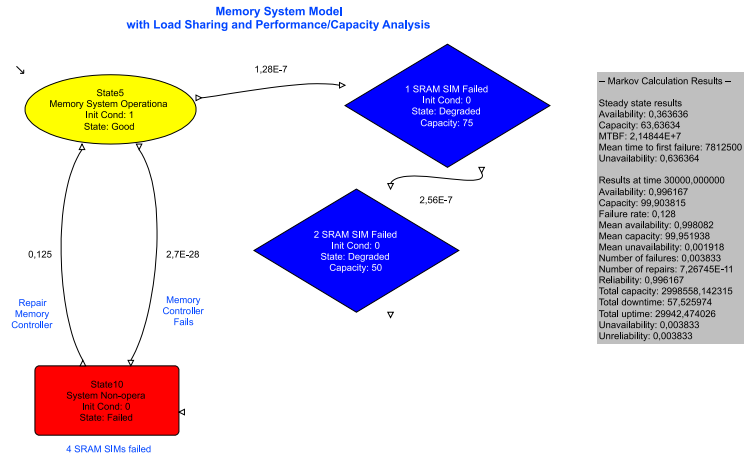 Memory System Model
with Load Sharing and Performance/Capacity Analysis
State5
Memory System Operationa
Init Cond: 1
State: Good
1,28E-7
1 SRAM SIM Failed
Init Cond: 0
State: Degraded
Capacity: 75
2,56E-7
2 SRAM SIM Failed
Init Cond: 0
State: Degraded
Capacity: 50
0,125
2,7E-28
Repair
Memory
Controller
Memory
Controller
Fails
State10
System Non-opera
Init Cond: 0
State: Failed
4 SRAM SIMs failed
-- Markov Calculation Results --
Steady state results
Availability: 0,363636
Capacity: 63,63634
MTBF: 2,14844E+7
Mean time to first failure: 7812500
Unavailability: 0,636364
Results at time 30000,000000
Availability: 0,996167
Capacity: 99,903815
Failure rate: 0,128
Mean availability: 0,998082
Mean capacity: 99,951938
Mean unavailability: 0,001918
Number of failures: 0,003833
Number of repairs: 7,26745E-11
Reliability: 0,996167
Total capacity: 2998558,142315
Total downtime: 57,525974
Total uptime: 29942,474026
Unavailability: 0,003833
Unreliability: 0,003833